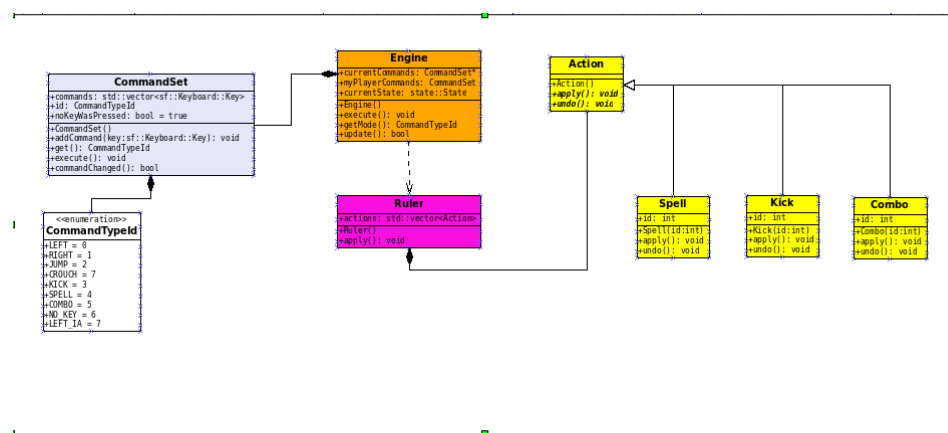 CommandSet
+commands: std::vector<sf::Keyboard::Key>
+id: CommandTypeId
+noKeyWasPressed: bool = true
+CommandSet()
+addCommand(key:sf::Keyboard::Key): void
+get(): CommandTypeId
+execute(): void
+commandChanged(): bool
<<enumeration>>
CommandTypeId
+LEFT = 0
+RIGHT = 1
+JUMP = 2
+CROUCH = 7
+KICK = 3
+SPELL = 4
+COMBO = 5
+NO_KEY = 6
+LEFT_IA = 7
Engine
+currentCommands: CommandSet*
+myPlayerCommands: CommandSet
+currentState: state::State
+Engine()
+execute(): void
+getMode(): CommandTypeId
+update(): bool
Ruler
+actions: std::vector<Action>
+Ruler()
+apply(): void
Action
+Action()
+apply(): void
+undo(): void
Spell
+id: int
+Spell(id:int)
+apply(): void
+undo(): void
Kick
+id: int
+Kick(id:int)
+apply(): void
+undo(): void
Combo
+id: int
+Combo(id:int)
+apply(): void
+undo(): void